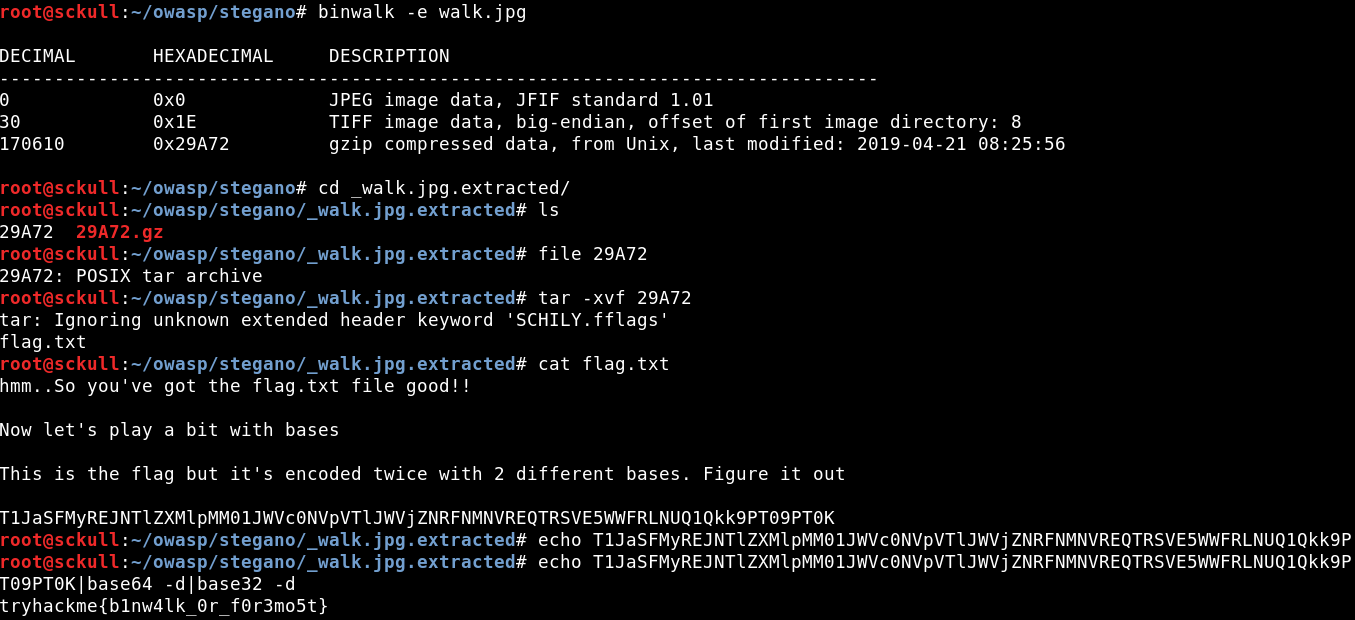 root@sckull:~/owasp/stegano# binwalk -e walk.jpg
DECIMAL       HEXADECIMAL     DESCRIPTION
--------------------------------------------------------------------------------
0             0x0             JPEG image data, JFIF standard 1.01
30            0x1E            TIFF image data, big-endian, offset of first image directory: 8
170610        0x29A72         gzip compressed data, from Unix, last modified: 2019-04-21 08:25:56
root@sckull:~/owasp/stegano# cd _walk.jpg.extracted/
root@sckull:~/owasp/stegano/_walk.jpg.extracted# ls
29A72  29A72.gz
root@sckull:~/owasp/stegano/_walk.jpg.extracted# file 29A72
29A72: POSIX tar archive
root@sckull:~/owasp/stegano/_walk.jpg.extracted# tar -xvf 29A72
tar: Ignoring unknown extended header keyword 'SCHILY.fflags'
flag.txt
root@sckull:~/owasp/stegano/_walk.jpg.extracted# cat flag.txt
hmm..So you've got the flag.txt file good!!
Now let's play a bit with bases
This is the flag but it's encoded twice with 2 different bases. Figure it out
T1JaSFMyREJNTlZXMlpMM01JWVc0NVpVTlJWVjZNRFNMNVREQTRSVE5WWFRLNUQ1Qkk9PT09PT0K
root@sckull:~/owasp/stegano/_walk.jpg.extracted# echo T1JaSFMyREJNTlZXMlpMM01JWVc0NVpVTlJWVjZNRFNMNVREQTRSVE5WWFRLNUQ1Qkk9P
root@sckull:~/owasp/stegano/_walk.jpg.extracted# echo T1JaSFMyREJNTlZXMlpMM01JWVc0NVpVTlJWVjZNRFNMNVREQTRSVE5WWFRLNUQ1Qkk9P
T09PT0K|base64 -d|base32 -d
tryhackme{b1nw4lk_0r_f0r3mo5t}